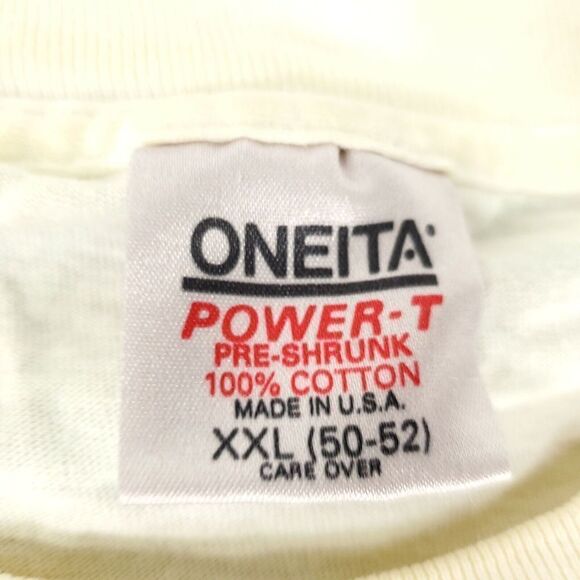 ONEITA®
POWER-T
PRE-SHRUNK
100% COTTON
MADE IN U.S.A.
XXL (50-52)
CARE OVER